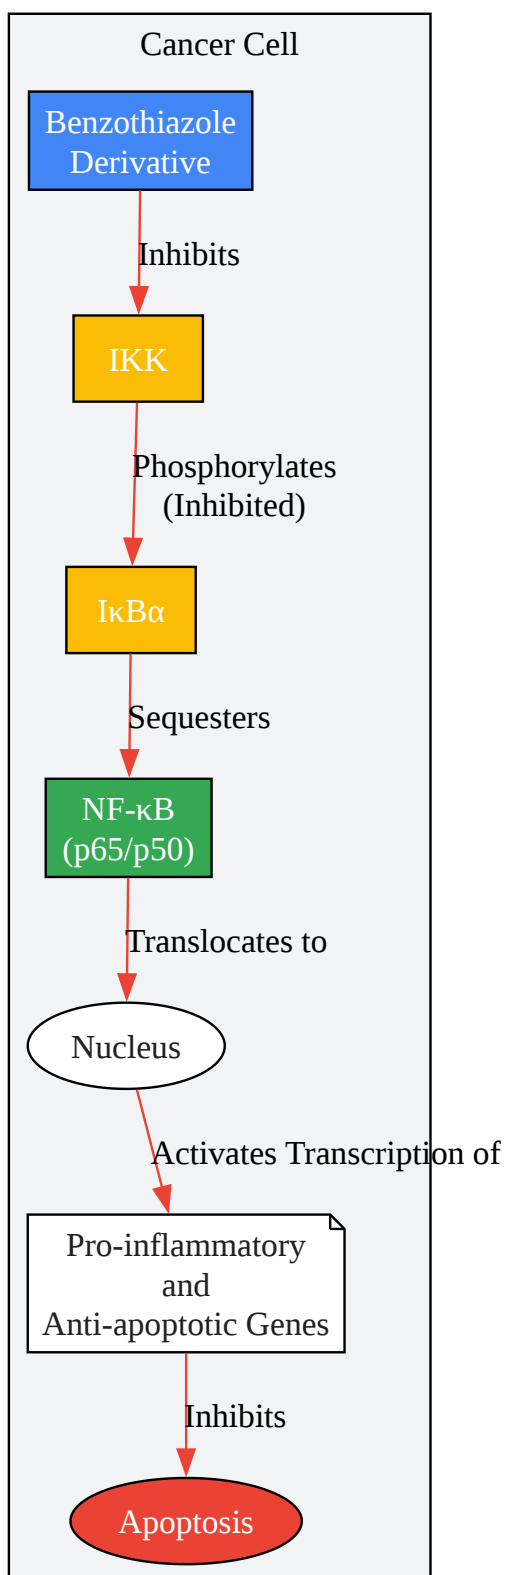 Cancer Cell
Benzothiazole
Derivative
Inhibits
IKK
Phosphorylates
(Inhibited)
IκBα
Sequesters
NF-κB
(p65/p50)
Translocates to
Nucleus
Activates Transcription of
Pro-inflammatory
and
Anti-apoptotic Genes
Inhibits
Apoptosis